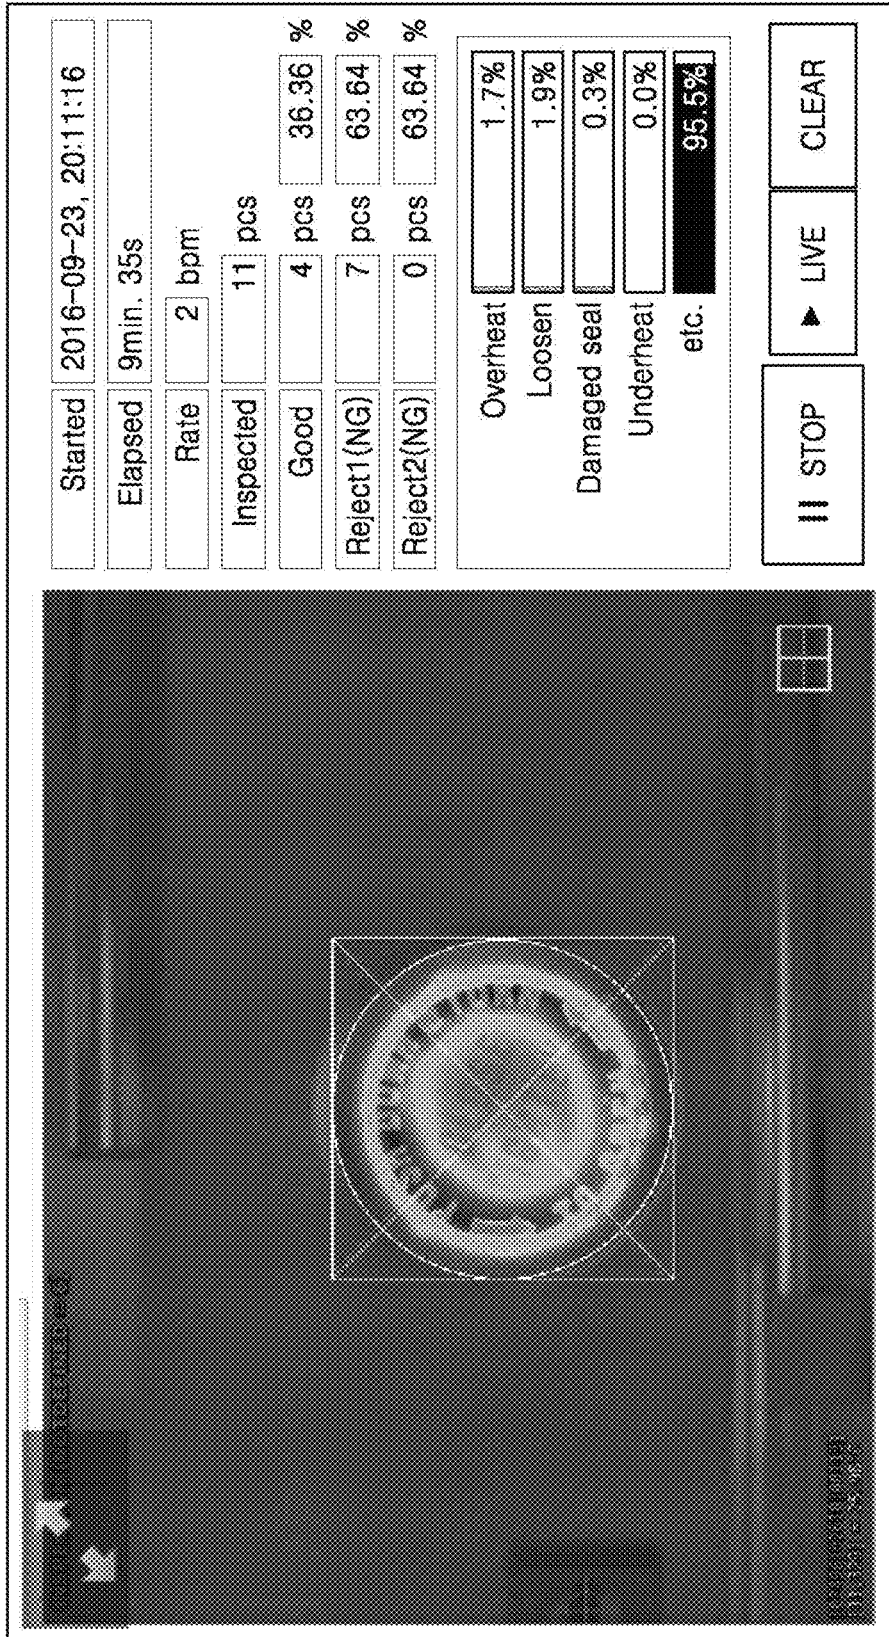 Started 2016-09-23, 20:11:16
Elapsed 9min. 35s
Rate 2 bpm
Inspected 11 pcs
Good 4 pcs 36.36 %
Reject1(NG) 7 pcs 63.64 %
Reject2(NG) 0 pcs 63.64 %
Overheat 1.7%
Loosen 1.9%
Damaged seal 0.3%
Underheat 0.0%
etc. 95.5%
STOP
LIVE
CLEAR